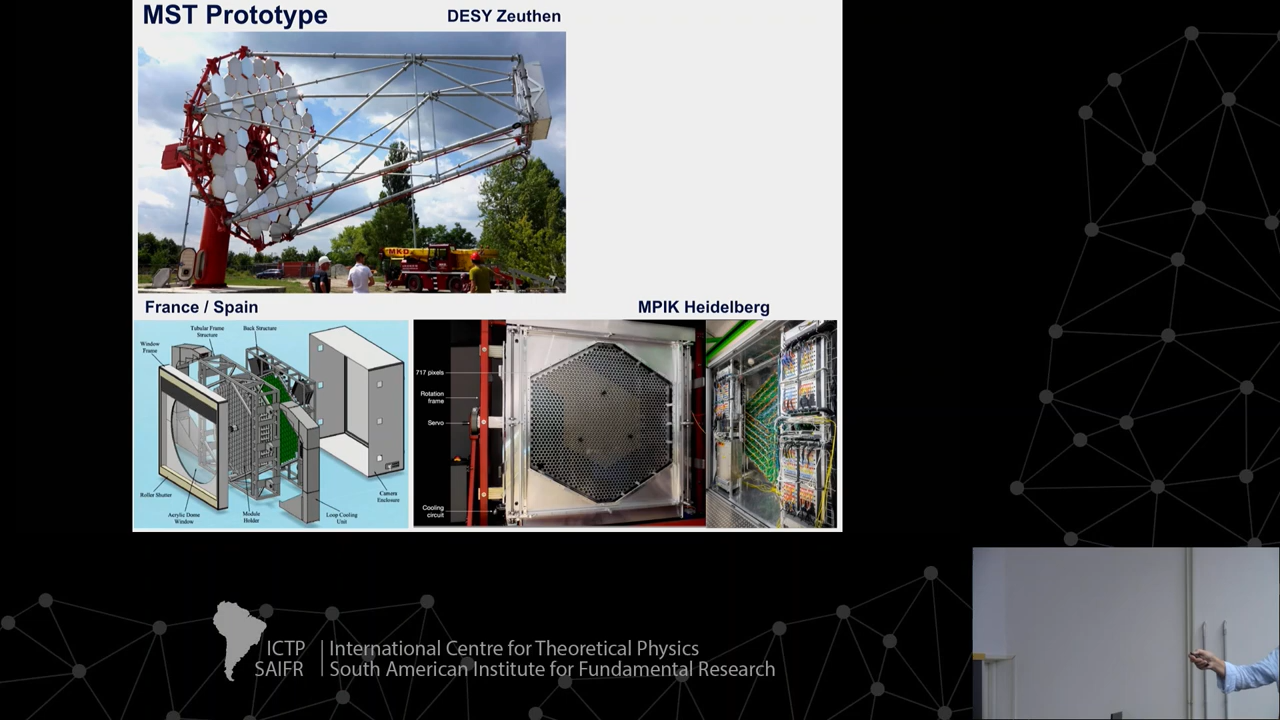 MST Prototype
DESY Zeuthen
MKD
France / Spain
MPIK Heidelberg
Tubular Frame
Structure
Back Structure
Window
Frame
Roller Shutter
Acrylic Dome
Window
Module
Holder
Loop Cooling
Unit
Camera
Enclosure
717 pixels
Rotation
frame
Servo
Cooling
circuit
ICTP
SAIFR
International Centre for Theoretical Physics
South American Institute for Fundamental Research